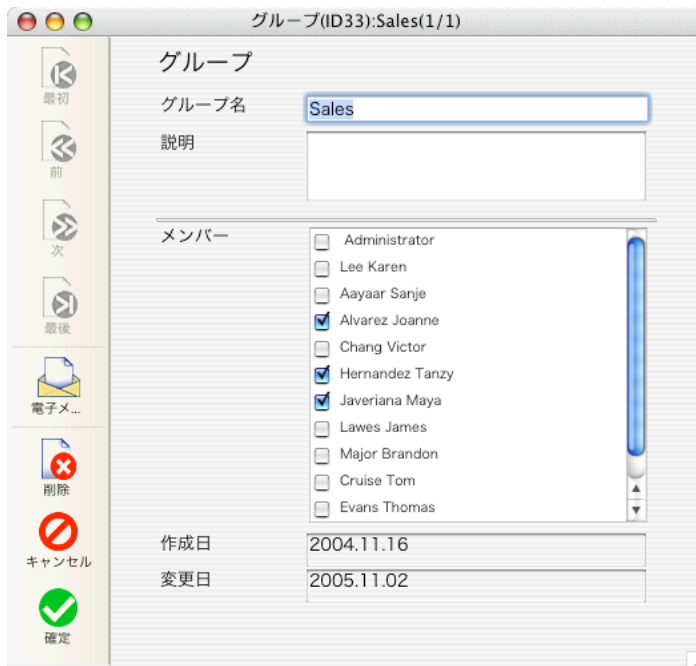 グループ(ID33):Sales(1/1)
最初
前
次
最後
電子メ...
削除
キャンセル
確定
グループ
グループ名
Sales
説明
メンバー
Administrator
Lee Karen
Aayaar Sanje
Alvarez Joanne
Chang Victor
Hernandez Tanzy
Javeriana Maya
Lawes James
Major Brandon
Cruise Tom
Evans Thomas
作成日
2004.11.16
変更日
2005.11.02